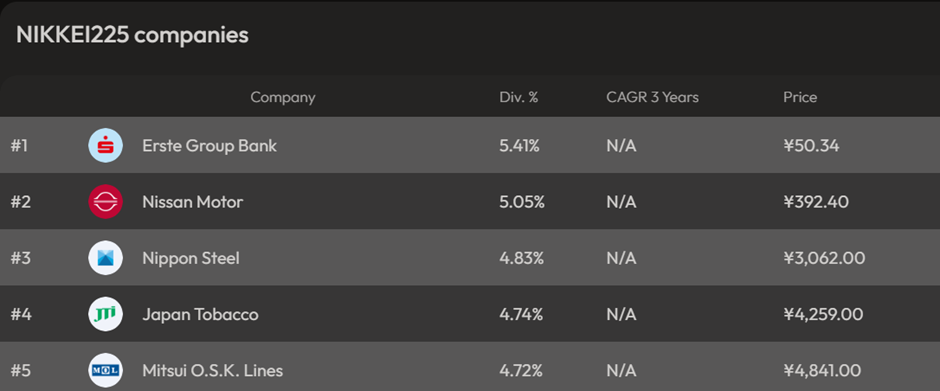 NIKKEI225 companies
Company Div. % CAGR 3 Years Price
#1 Erste Group Bank 5.41% N/A ¥50.34
#2 Nissan Motor 5.05% N/A ¥392.40
#3 Nippon Steel 4.83% N/A ¥3,062.00
#4 JTi Japan Tobacco 4.74% N/A ¥4,259.00
#5 MOL Mitsui O.S.K. Lines 4.72% N/A ¥4,841.00